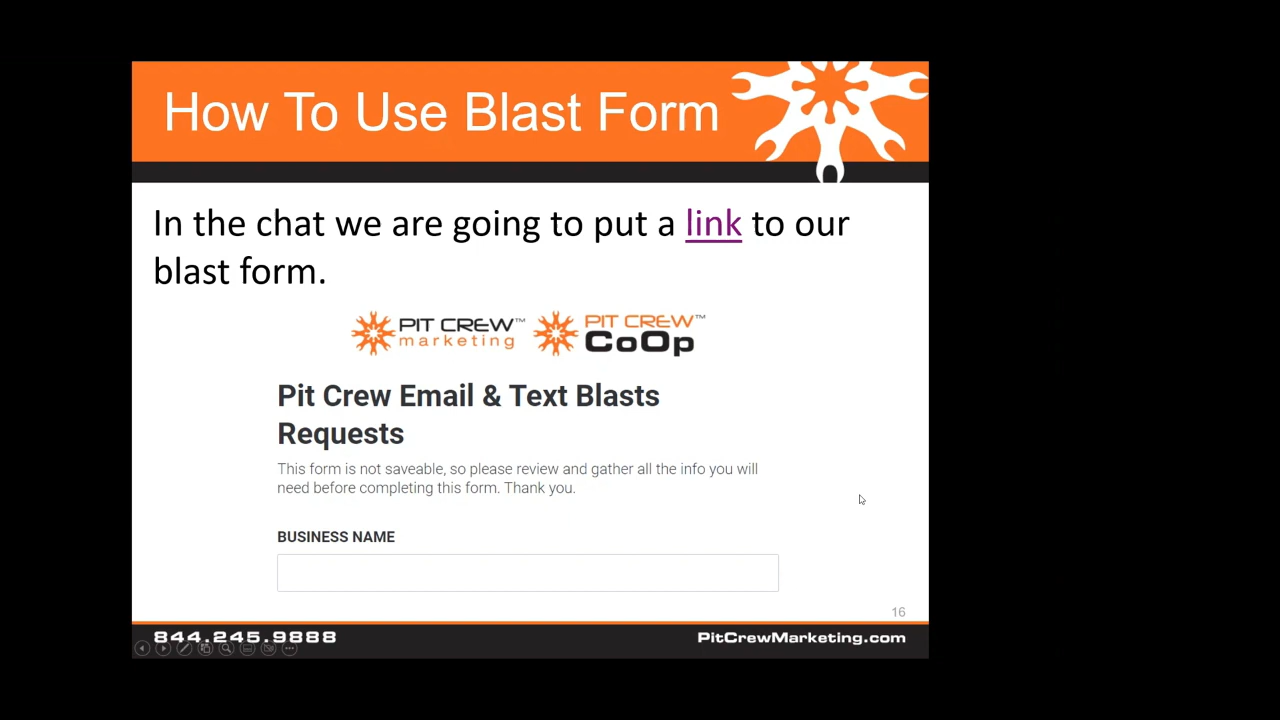 How To Use Blast Form
In the chat we are going to put a link to our
blast form.
PIT CREW™ marketing
PIT CREW™ CoOp
Pit Crew Email & Text Blasts
Requests
This form is not saveable, so please review and gather all the info you will
need before completing this form. Thank you.
BUSINESS NAME
16
844.245.9888
PitCrewMarketing.com